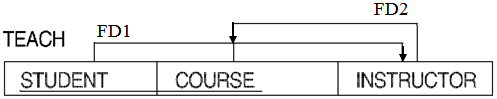 FD2
TEACH FD1
STUDENT COURSE INSTRUCTOR